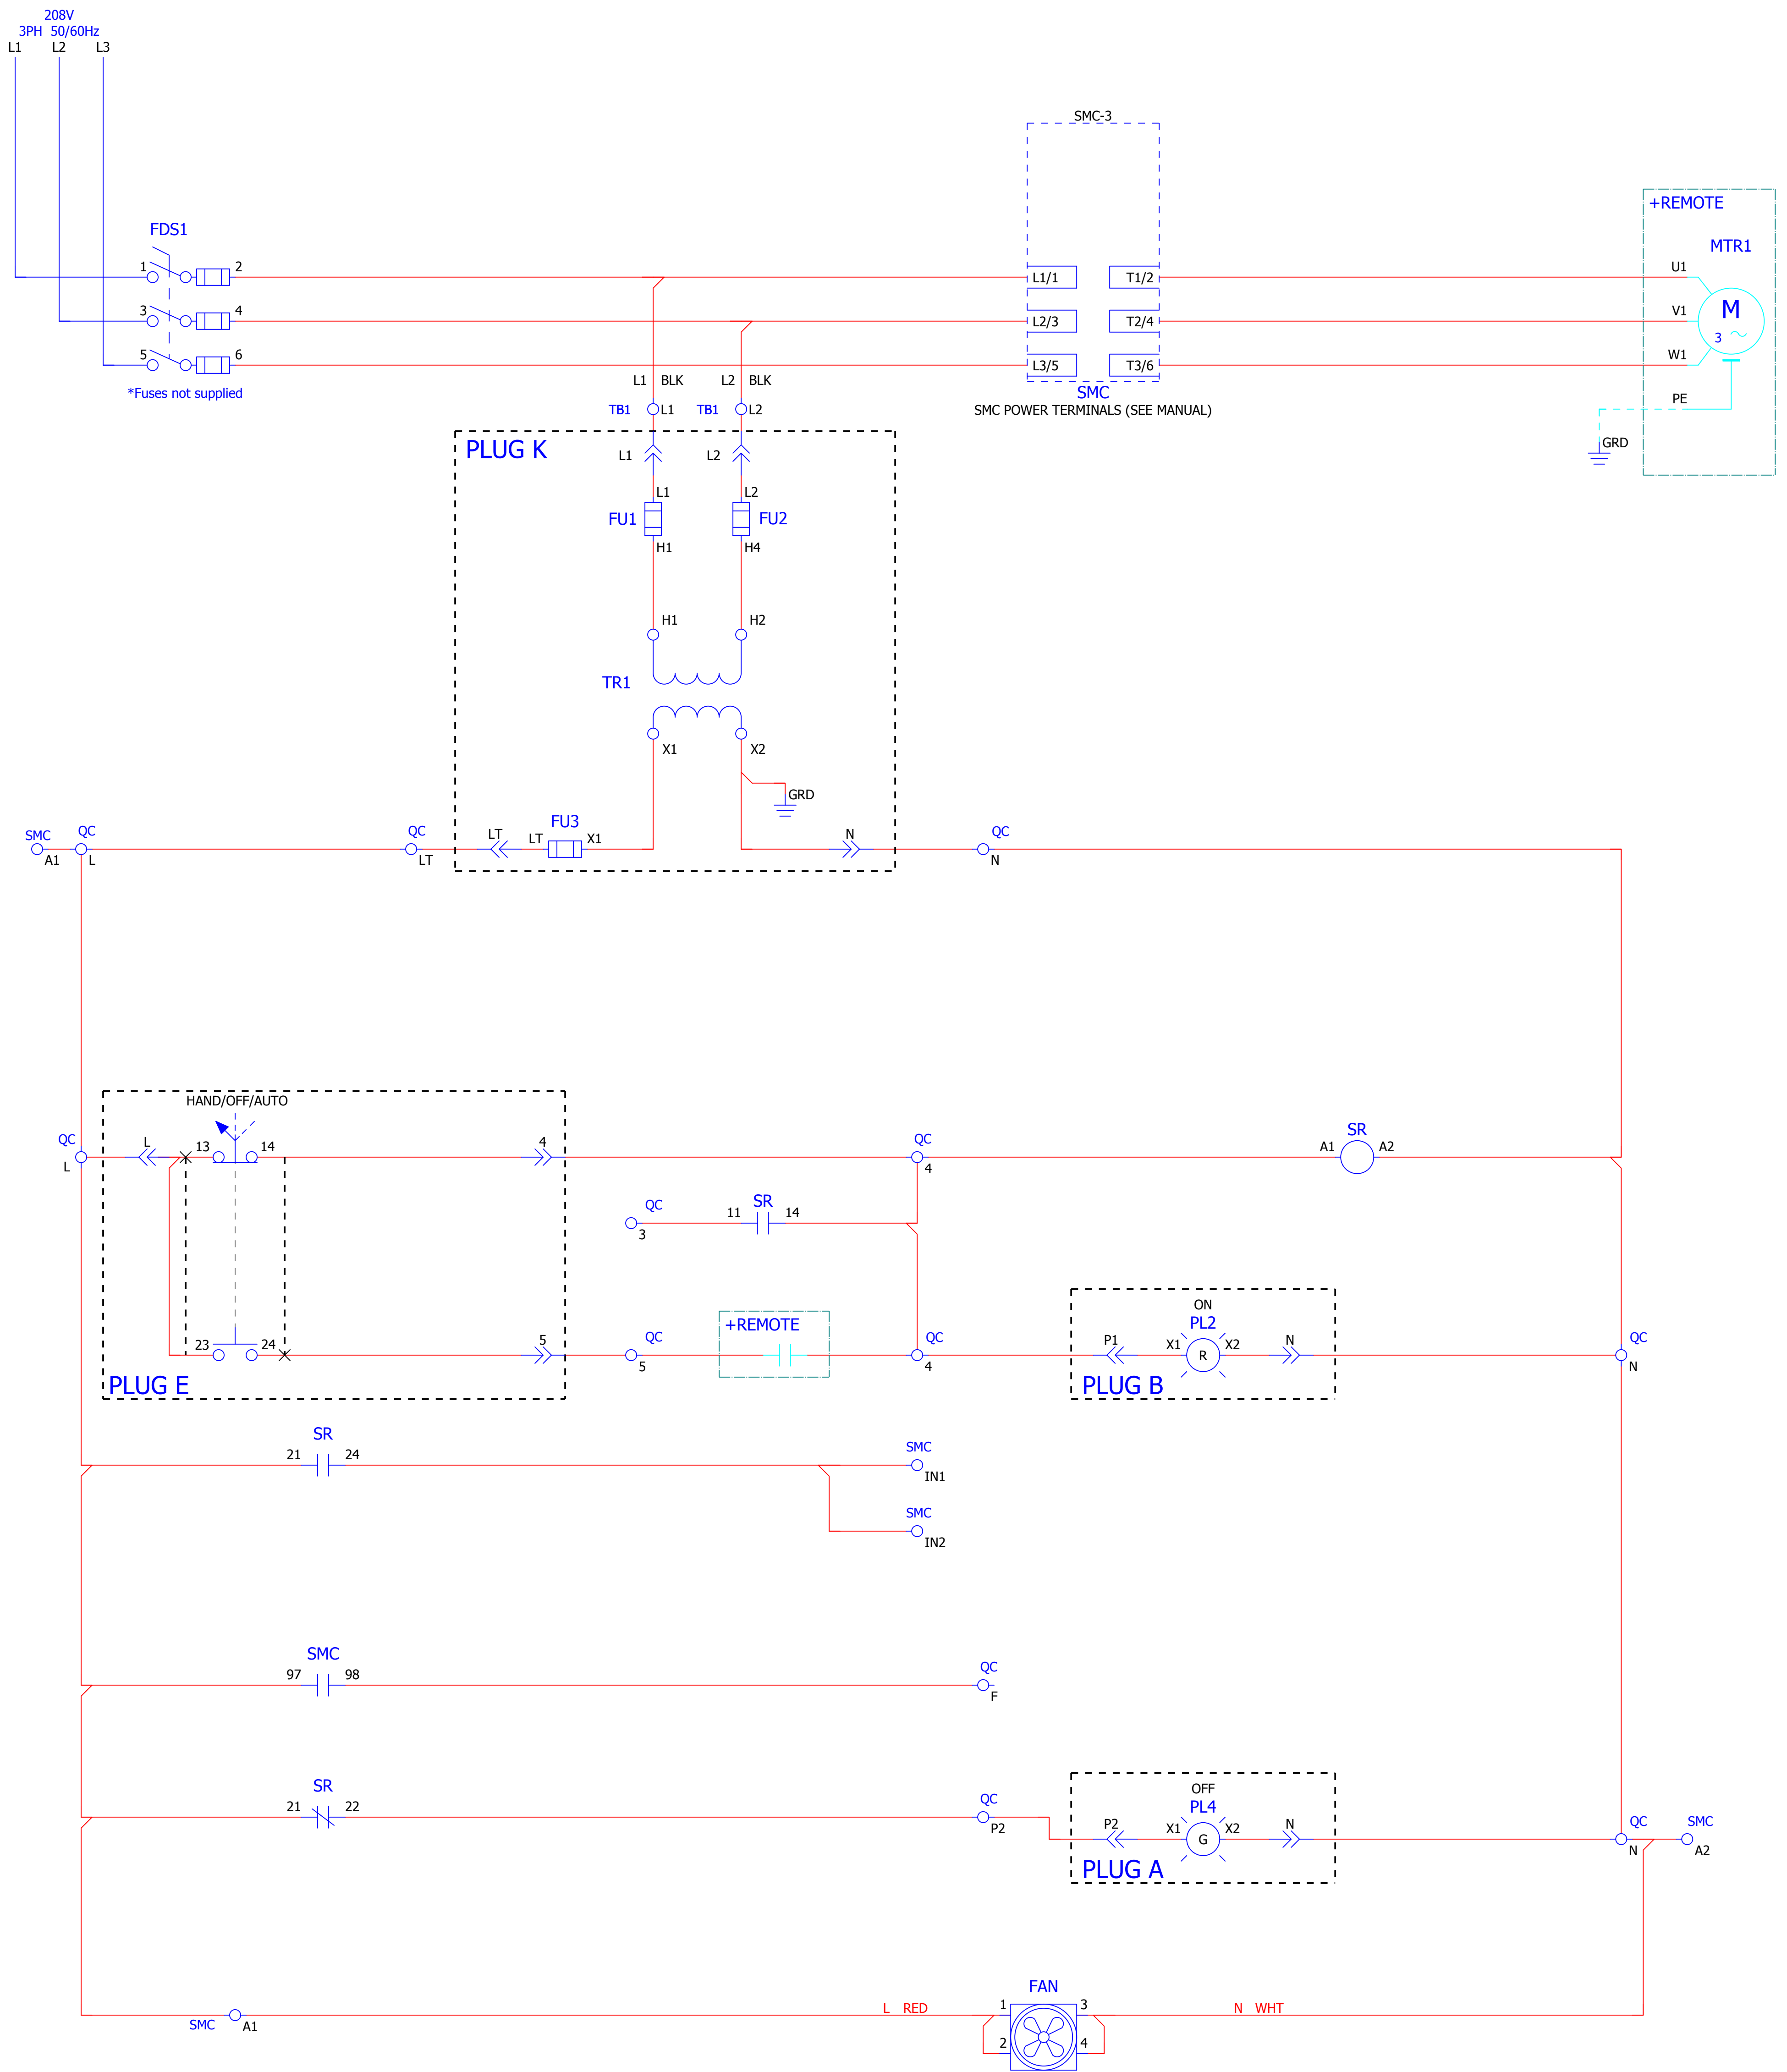 208V
3PH 50/60Hz
L1 L2 L3
SMC-3
+REMOTE
FDS1
MTR1
1 2 L1/1 T1/2 U1
3 4 L2/3 T2/4 V1
M
3
5 6 L3/5 T3/6 W1
*Fuses not supplied
L1 BLK L2 BLK
SMC
PE
TB1 L1 TB1 L2
SMC POWER TERMINALS (SEE MANUAL)
GRD
PLUG K
L1 L2
L1 L2
FU1 FU2
H1 H4
H1 H2
TR1
X1 X2
GRD
SMC QC QC FU3 QC
LT LT X1 N
A1 L LT N
HAND/OFF/AUTO
QC L 13 14 4 QC SR
A1 A2
L 4
QC SR
11 14
3
ON
+REMOTE PL2
23 24 5 QC P1 X1 X2 N QC
R
5 4 N
PLUG E PLUG B
SR SMC
21 24
IN1
SMC
IN2
SMC QC
97 98
F
SR OFF
21 22 QC PL4
P2 P2 X1 X2 N QC SMC
G
N A2
PLUG A
FAN
L RED 1 3 N WHT
SMC A1
2 4